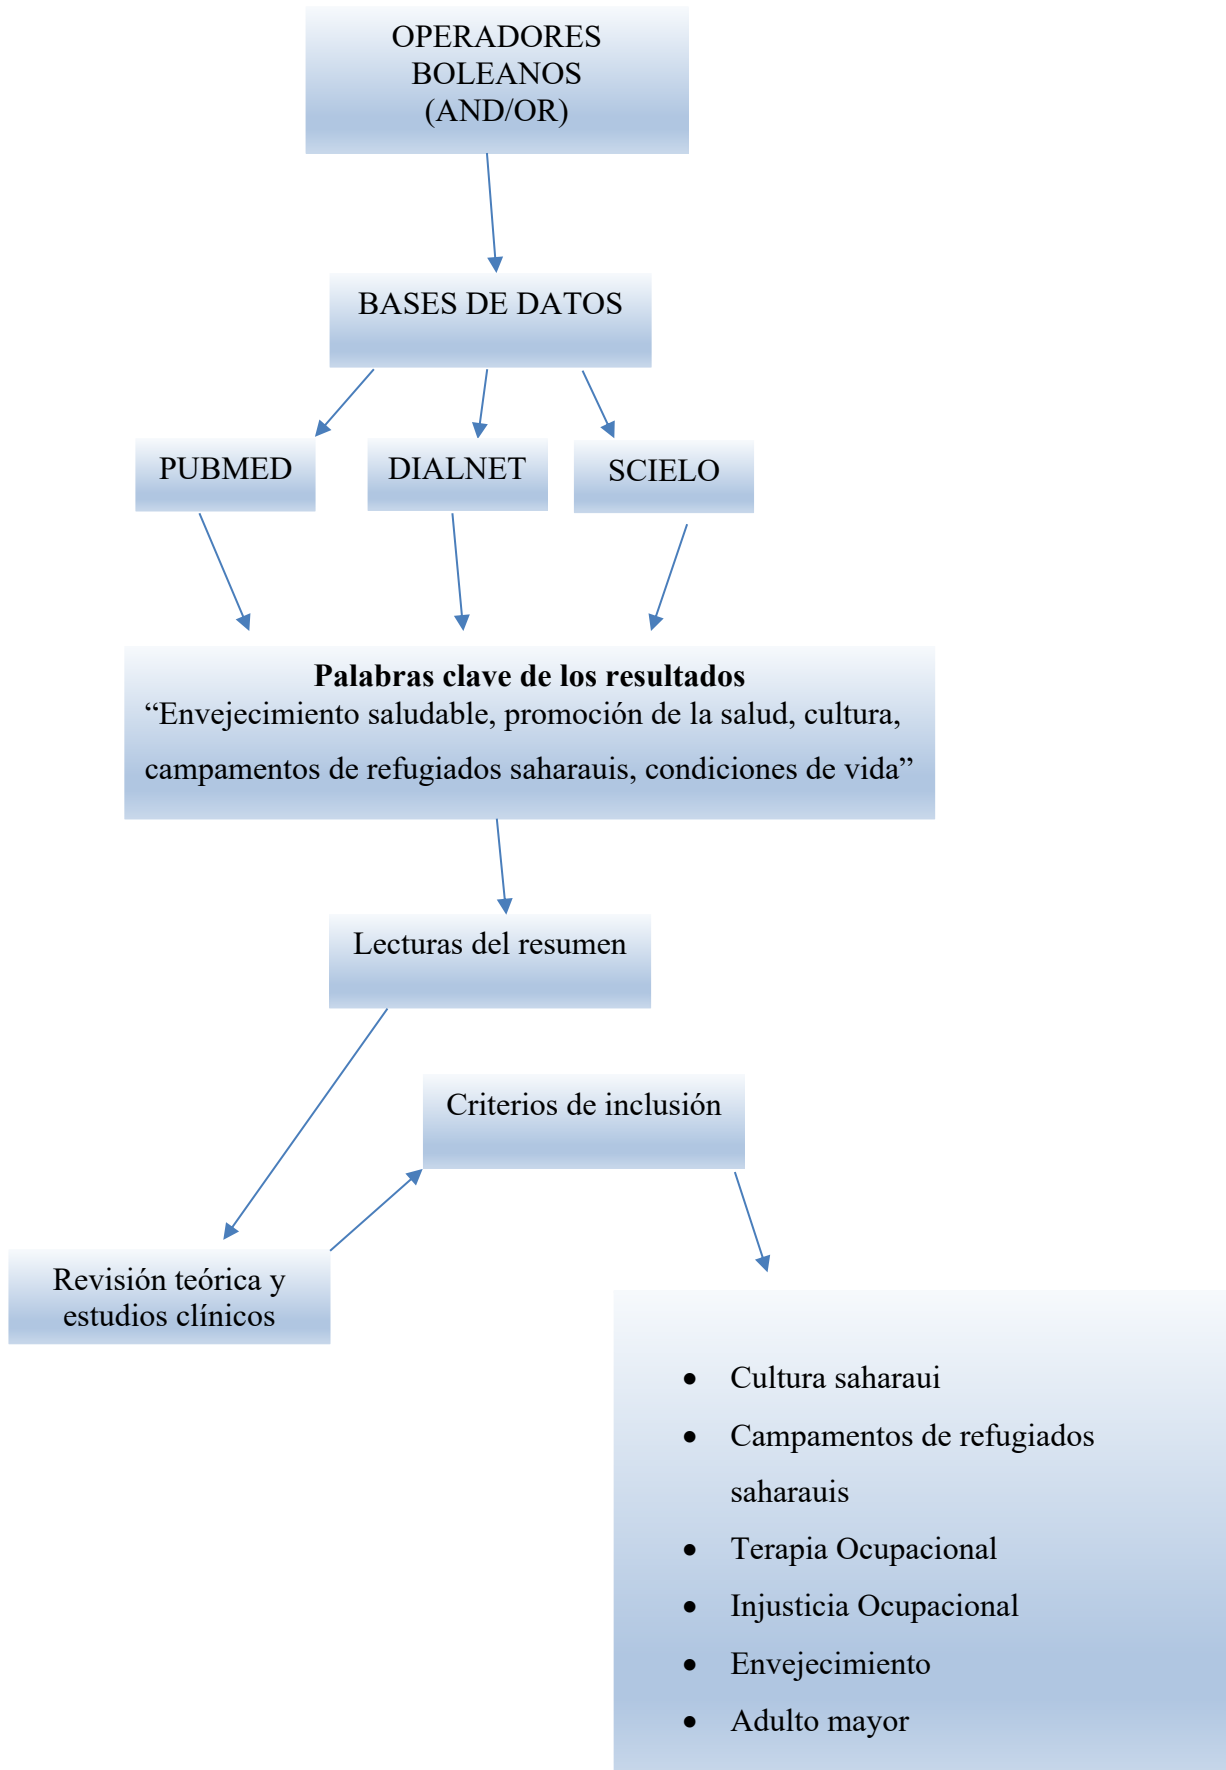 OPERADORES
BOLEANOS
(AND/OR)
BASES DE DATOS
PUBMED
DIALNET
SCIELO
Palabras clave de los resultados
“Envejecimiento saludable, promoción de la salud, cultura,
campamentos de refugiados saharauis, condiciones de vida”
Lecturas del resumen
Criterios de inclusión
Revisión teórica y
estudios clínicos
• Cultura saharaui
• Campamentos de refugiados
saharauis
• Terapia Ocupacional
• Injusticia Ocupacional
• Envejecimiento
• Adulto mayor